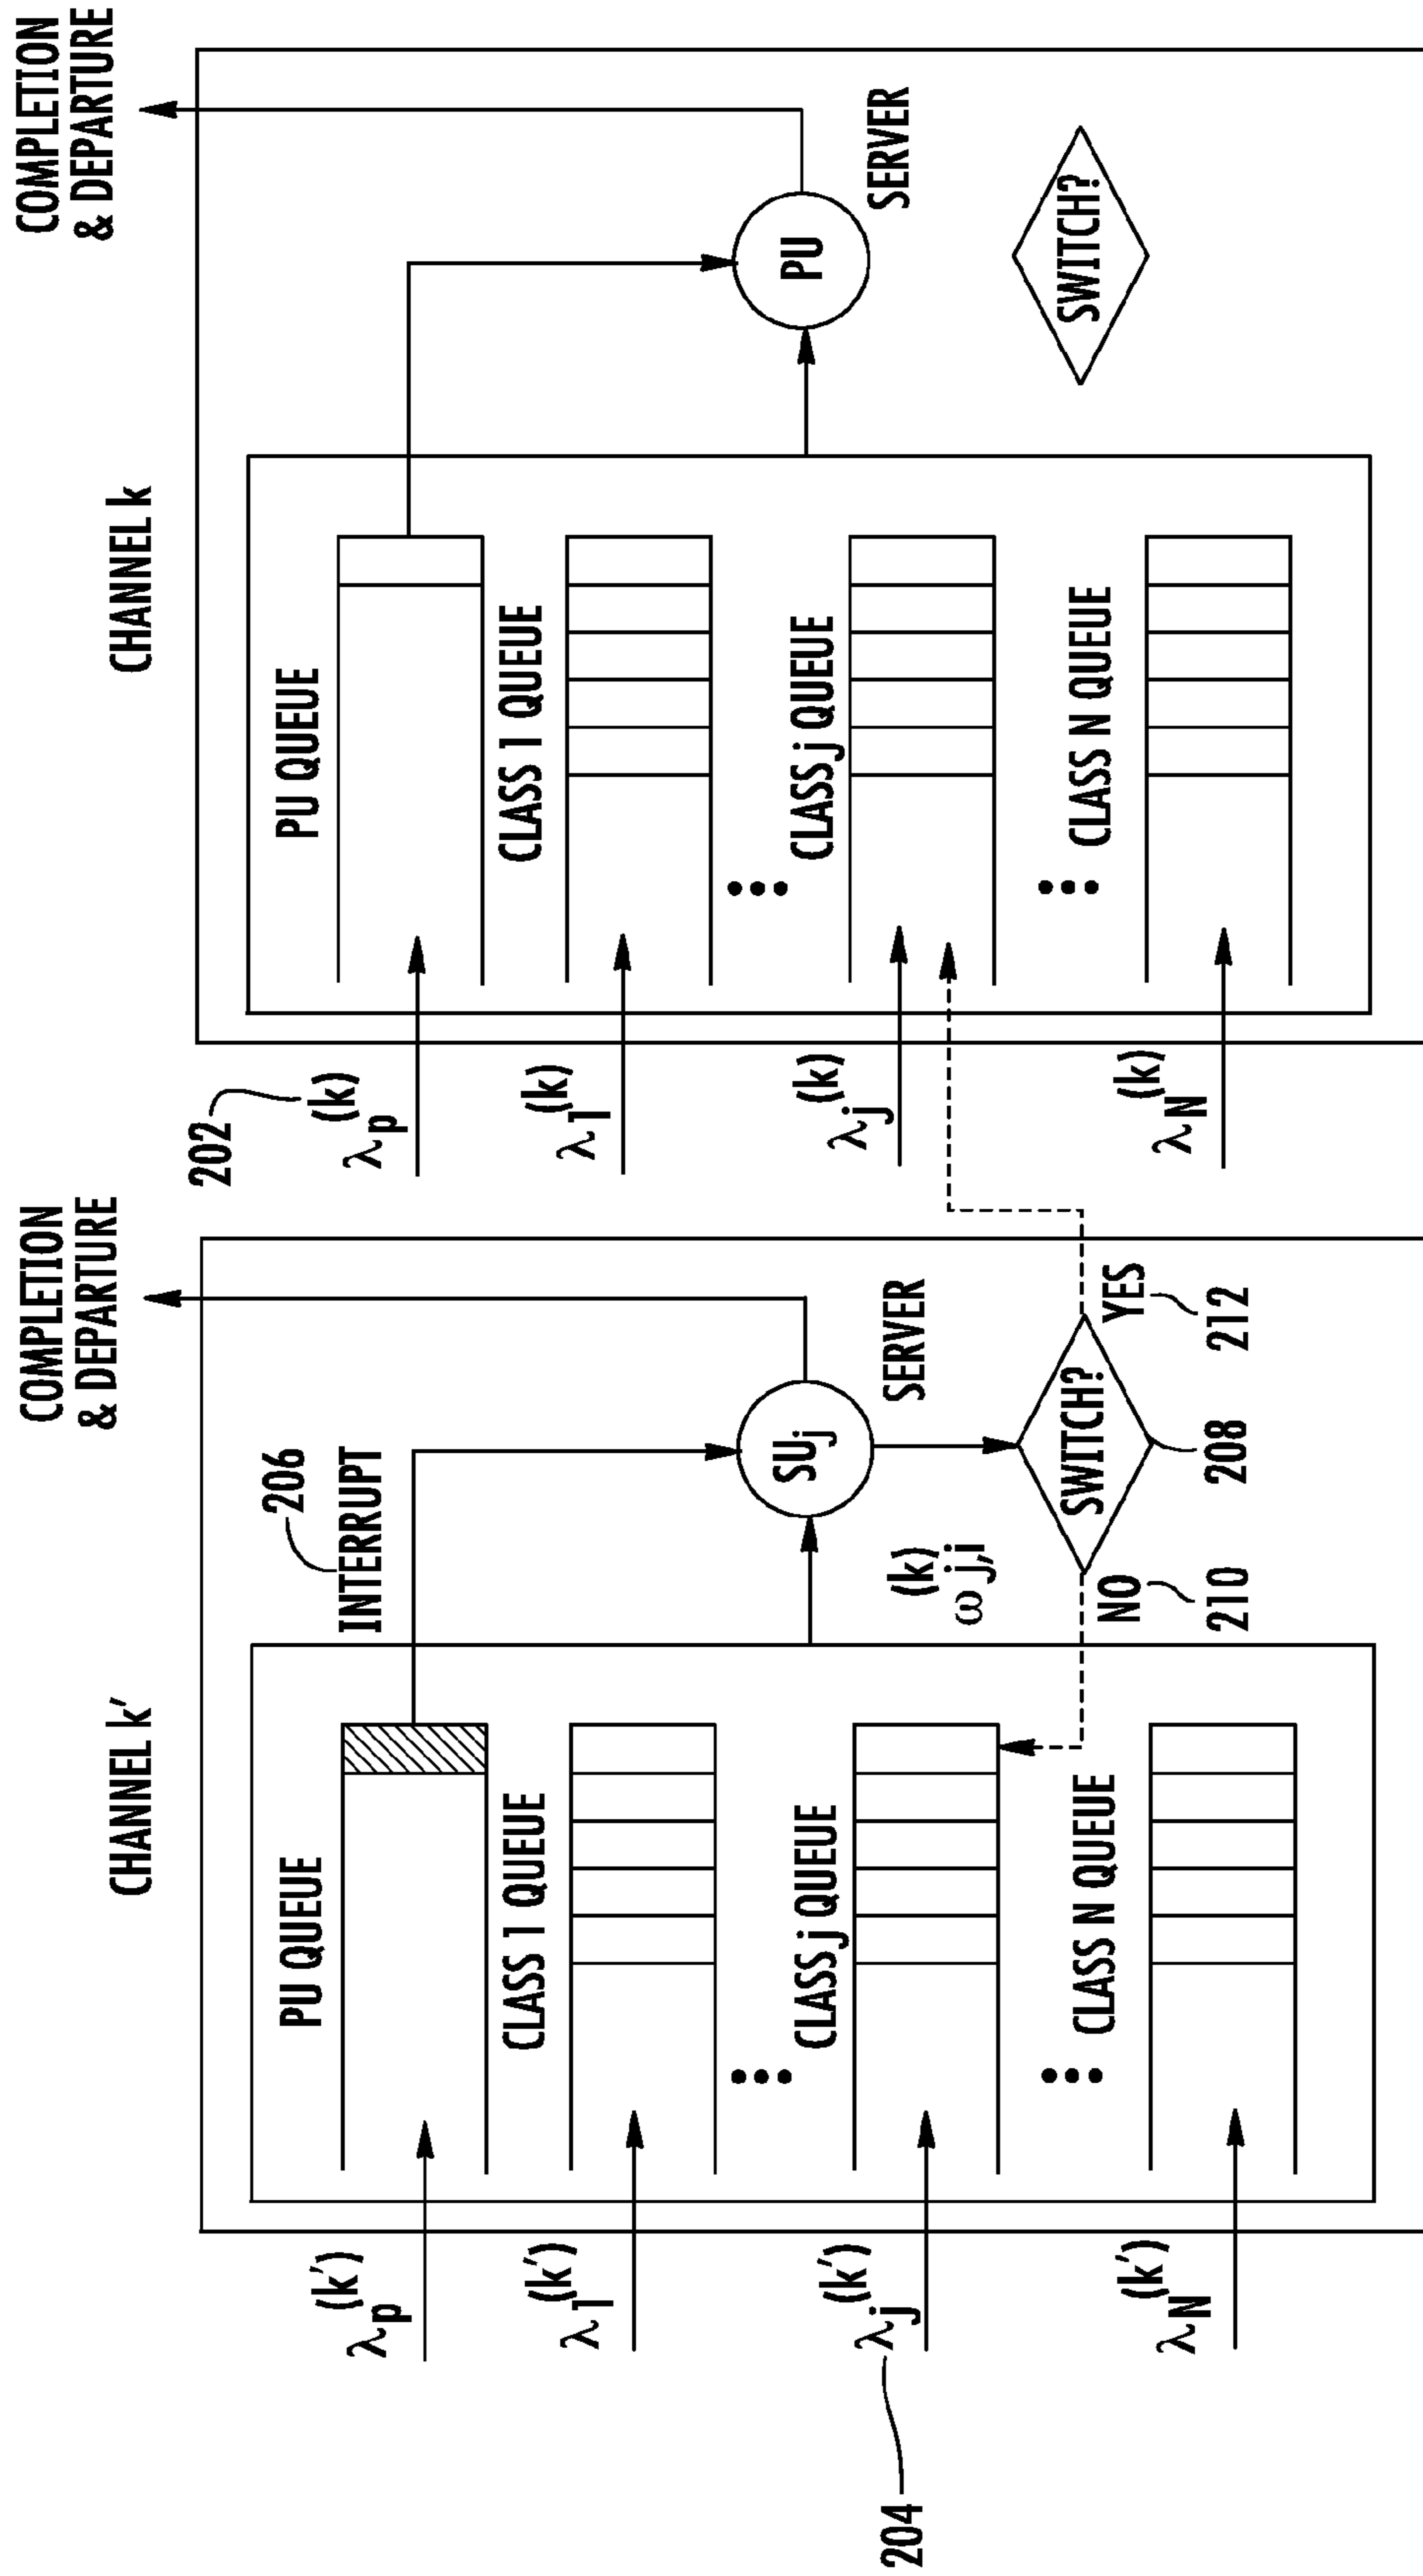 CHANNEL k′
COMPLETION
& DEPARTURE
PU QUEUE
206
INTERRUPT
λp(k′)
CLASS 1 QUEUE
λ1(k′)
CLASS j QUEUE
SUj
SERVER
204
λj(k′)
ωj,i(k)
CLASS N QUEUE
λN(k′)
SWITCH?
NO
210
YES
212
208
CHANNEL k
COMPLETION
& DEPARTURE
202
λp(k)
PU QUEUE
CLASS 1 QUEUE
λ1(k)
CLASS j QUEUE
PU
SERVER
λj(k)
CLASS N QUEUE
λN(k)
SWITCH?